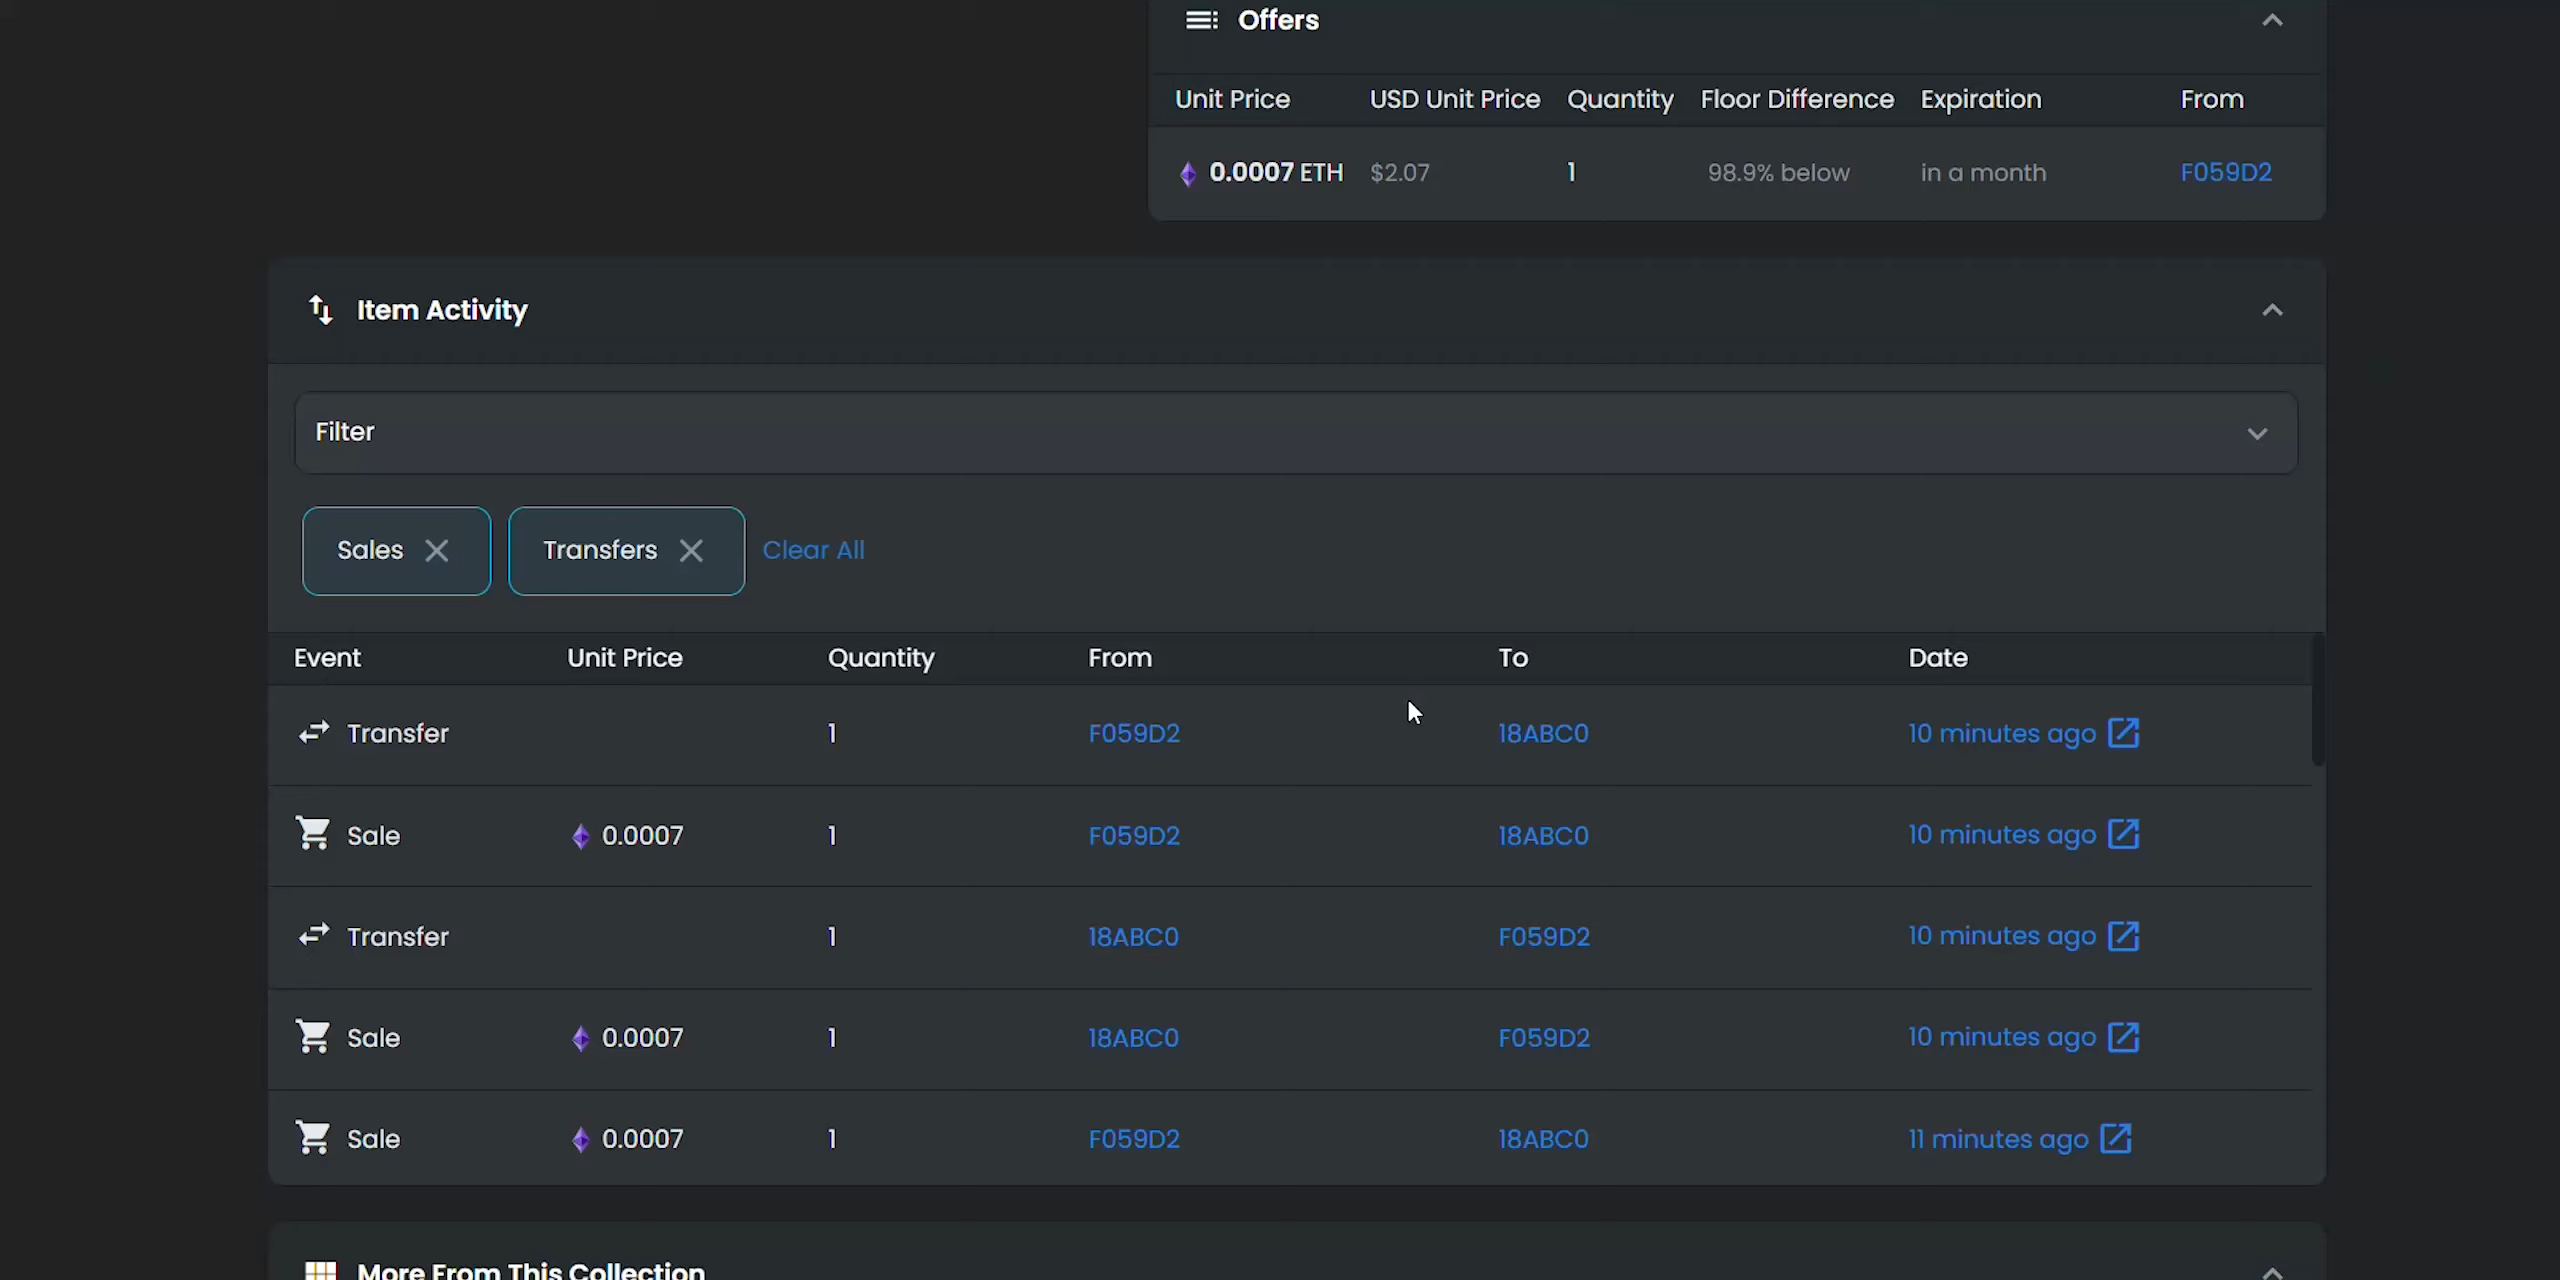 Offers
Unit Price USD Unit Price Quantity Floor Difference Expiration From
0.0007 ETH $2.07 1 98.9% below in a month F059D2
Item Activity
Filter
Sales Transfers Clear All
Event Unit Price Quantity From To Date
Transfer 1 F059D2 18ABC0 10 minutes ago
Sale 0.0007 1 F059D2 18ABC0 10 minutes ago
Transfer 1 18ABC0 F059D2 10 minutes ago
Sale 0.0007 1 18ABC0 F059D2 10 minutes ago
Sale 0.0007 1 F059D2 18ABC0 11 minutes ago
More From This Collection